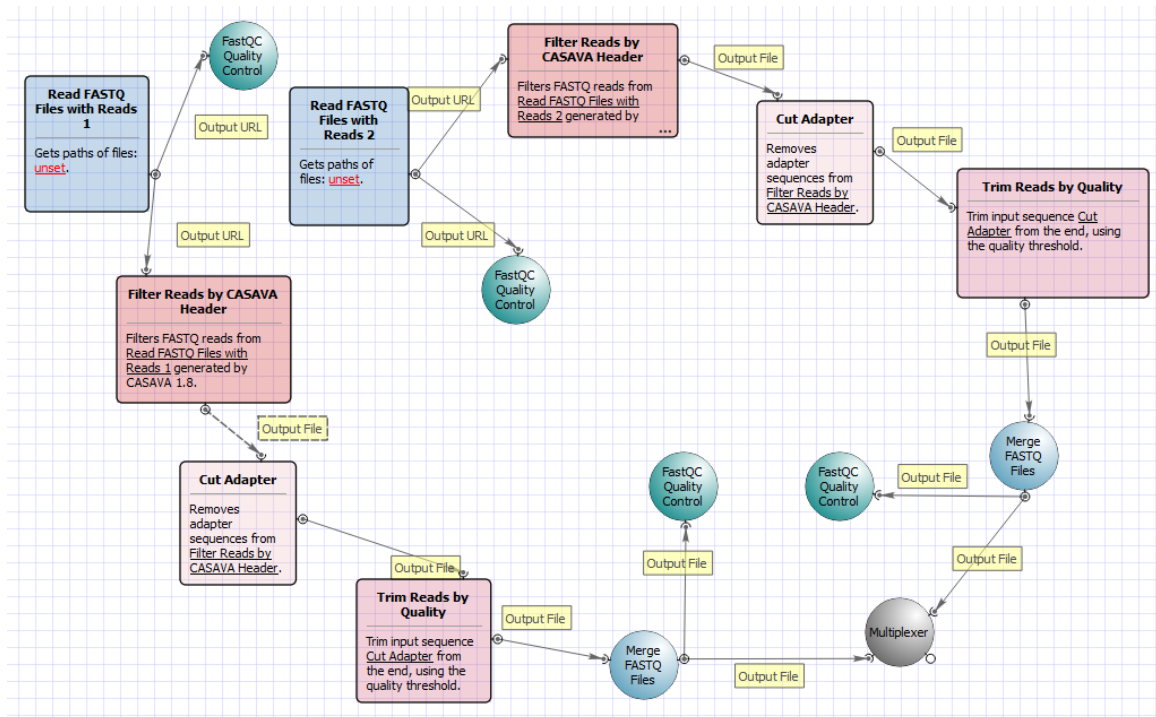 FastQC
Quality
Control
Read FASTQ
Files with Reads
1
Gets paths of files:
unset.
Output URL
Output URL
Read FASTQ
Files with
Reads 2
Gets paths of
files: unset.
Output URL
Output URL
FastQC
Quality
Control
Filter Reads by
CASAVA Header
Filters FASTQ reads from
Read FASTQ Files with
Reads 2 generated by
...
Output File
Cut Adapter
Removes
adapter
sequences from
Filter Reads by
CASAVA Header.
Output File
Trim Reads by Quality
Trim input sequence Cut
Adapter from the end, using
the quality threshold.
Output File
Merge
FASTQ
Files
Output File
FastQC
Quality
Control
Output File
Filter Reads by CASAVA
Header
Filters FASTQ reads from
Read FASTQ Files with
Reads 1 generated by
CASAVA 1.8.
Output File
Cut Adapter
Removes
adapter
sequences from
Filter Reads by
CASAVA Header.
Output File
Trim Reads by
Quality
Trim input sequence
Cut Adapter from
the end, using the
quality threshold.
Output File
Merge
FASTQ
Files
Output File
FastQC
Quality
Control
Output File
Multiplexer